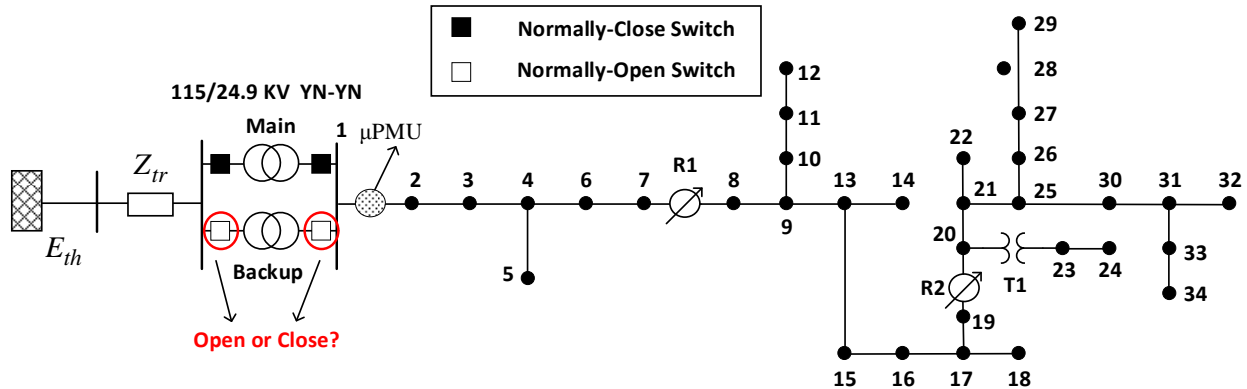 Normally-Close Switch
Normally-Open Switch
115/24.9 KV YN-YN
Main
1
μPMU
Z_tr
E_th
Backup
Open or Close?
2
3
4
5
6
7
R1
8
9
10
11
12
13
14
15
16
17
18
19
R2
20
T1
21
22
23
24
25
26
27
28
29
30
31
32
33
34